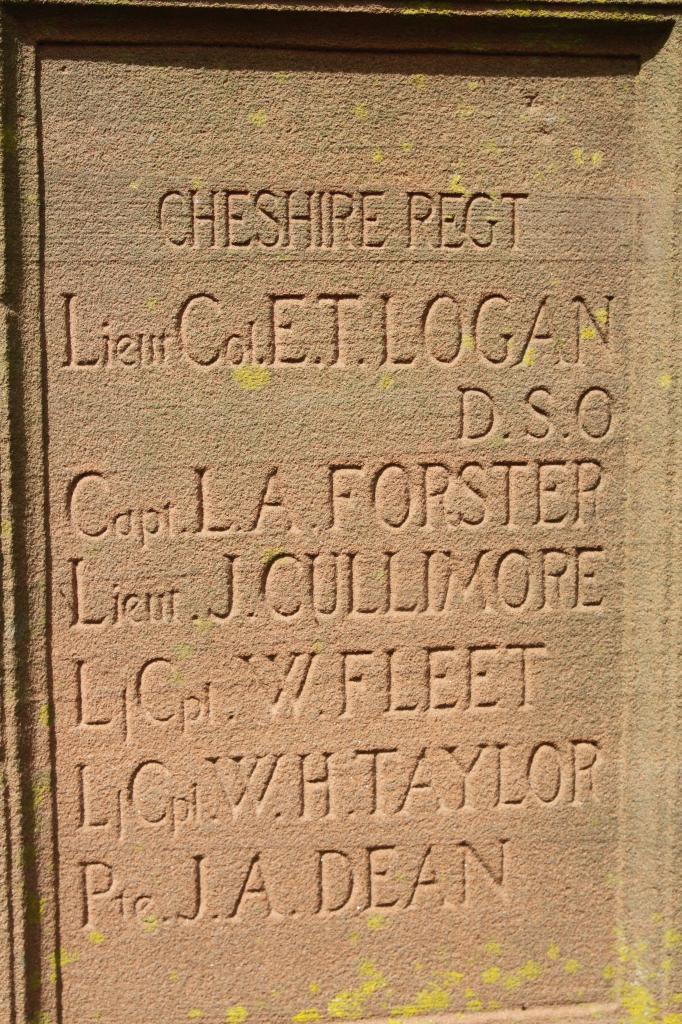 CHESHIRE REGT
Lieut Col. E.T. LOGAN
D.S.O
Capt. L.A. FORSTER
Lieut. J. CULLIMORE
L/Cpl. W. FLEET
L/Cpl. W.H. TAYLOR
Pte. J.A. DEAN